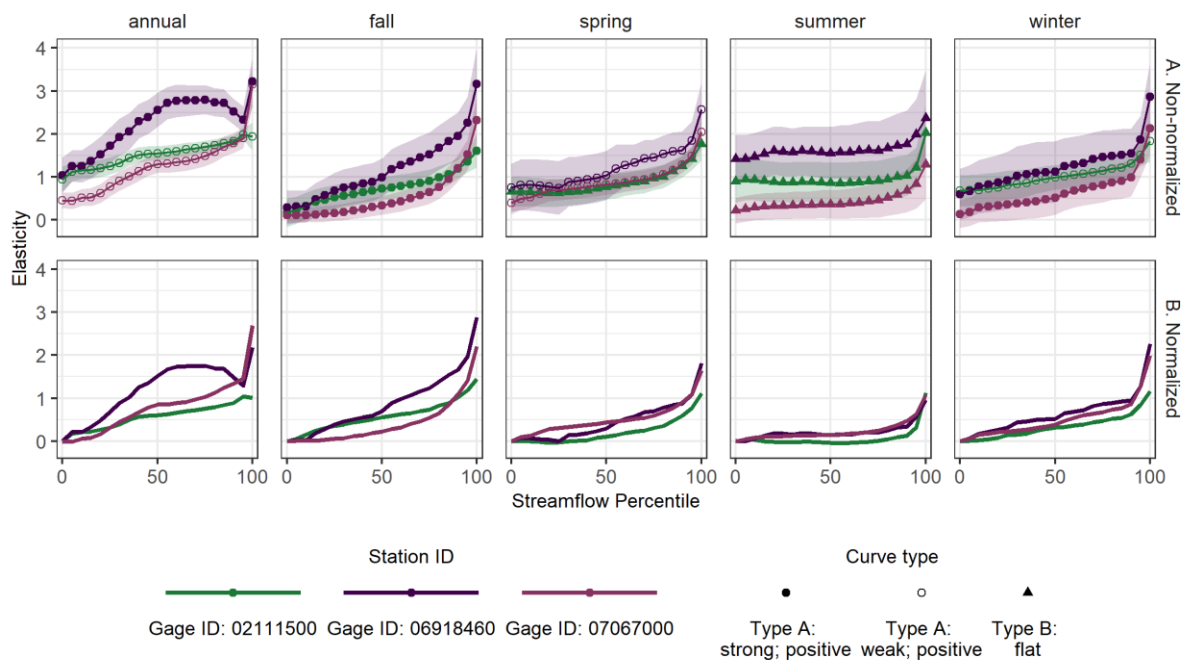 annual fall spring summer winter
4
3
2
1
0
A. Non-normalized
Elasticity
4
3
2
1
0
B. Normalized
0 50 100 0 50 100 0 50 100 0 50 100 0 50 100
Streamflow Percentile
Station ID Curve type
Gage ID: 02111500 Gage ID: 06918460 Gage ID: 07067000 Type A: Type A: Type B:
strong; positive weak; positive flat